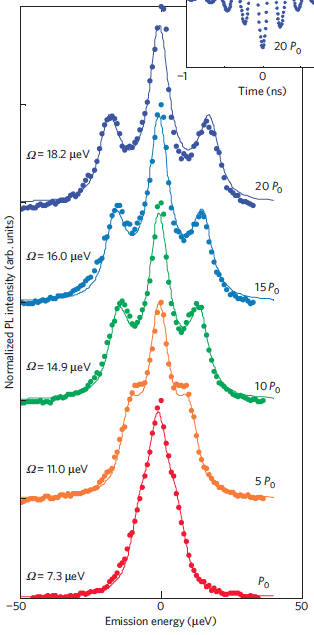 20 P₀
−1
0
Time (ns)
Ω = 18.2 μeV
20 P₀
Ω = 16.0 μeV
15 P₀
Ω = 14.9 μeV
10 P₀
Ω = 11.0 μeV
5 P₀
Ω = 7.3 μeV
P₀
Normalized PL intensity (arb. units)
−50
0
50
Emission energy (μeV)